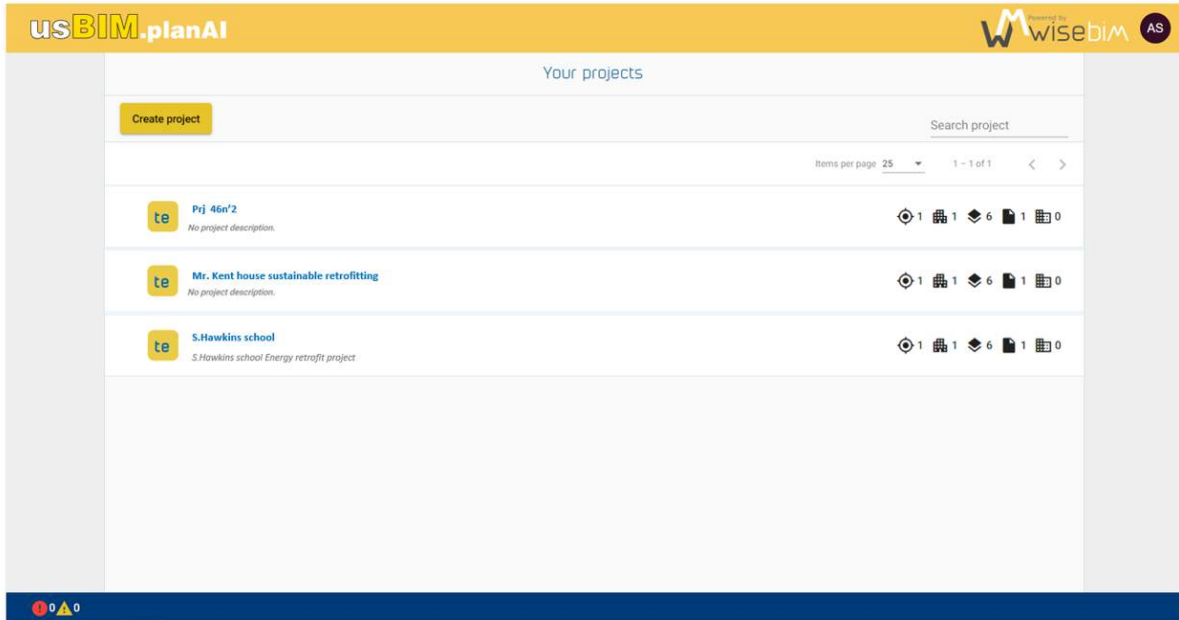 usBIM.planAI
Powered by
wisebim
AS
Your projects
Create project
Search project
Items per page 25 1 – 1 of 1
te Prj 46n'2
No project description.
1 1 6 1 0
te Mr. Kent house sustainable retrofitting
No project description.
1 1 6 1 0
te S.Hawkins school
S.Hawkins school Energy retrofit project
1 1 6 1 0
0 0